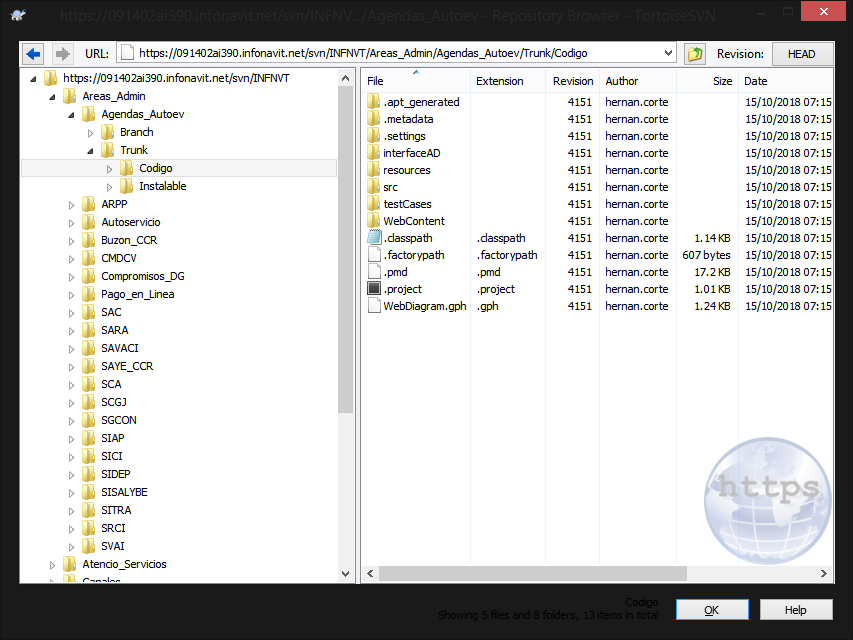 https://091402ai390.infonavit.net/svn/INFNV.../Agendas_Autoev - Repository Browser - TortoiseSVN
URL: https://091402ai390.infonavit.net/svn/INFNVT/Areas_Admin/Agendas_Autoev/Trunk/Codigo Revision: HEAD
https://091402ai390.infonavit.net/svn/INFNVT
Areas_Admin
Agendas_Autoev
Branch
Trunk
Codigo
Instalable
ARPP
Autoservicio
Buzon_CCR
CMDCV
Compromisos_DG
Pago_en_Linea
SAC
SARA
SAVACI
SAYE_CCR
SCA
SCGJ
SGCON
SIAP
SICI
SIDEP
SISALYBE
SITRA
SRCI
SVAI
Atencio_Servicios
Canales
File Extension Revision Author Size Date
.apt_generated 4151 hernan.corte 15/10/2018 07:15
.metadata 4151 hernan.corte 15/10/2018 07:15
.settings 4151 hernan.corte 15/10/2018 07:15
interfaceAD 4151 hernan.corte 15/10/2018 07:15
resources 4151 hernan.corte 15/10/2018 07:15
src 4151 hernan.corte 15/10/2018 07:15
testCases 4151 hernan.corte 15/10/2018 07:15
WebContent 4151 hernan.corte 15/10/2018 07:15
.classpath .classpath 4151 hernan.corte 1.14 KB 15/10/2018 07:15
.factorypath .factorypath 4151 hernan.corte 607 bytes 15/10/2018 07:15
.pmd .pmd 4151 hernan.corte 17.2 KB 15/10/2018 07:15
.project .project 4151 hernan.corte 1.01 KB 15/10/2018 07:15
WebDiagram.gph .gph 4151 hernan.corte 1.24 KB 15/10/2018 07:15
https
Codigo
Showing 5 files and 8 folders, 13 items in total
OK Help